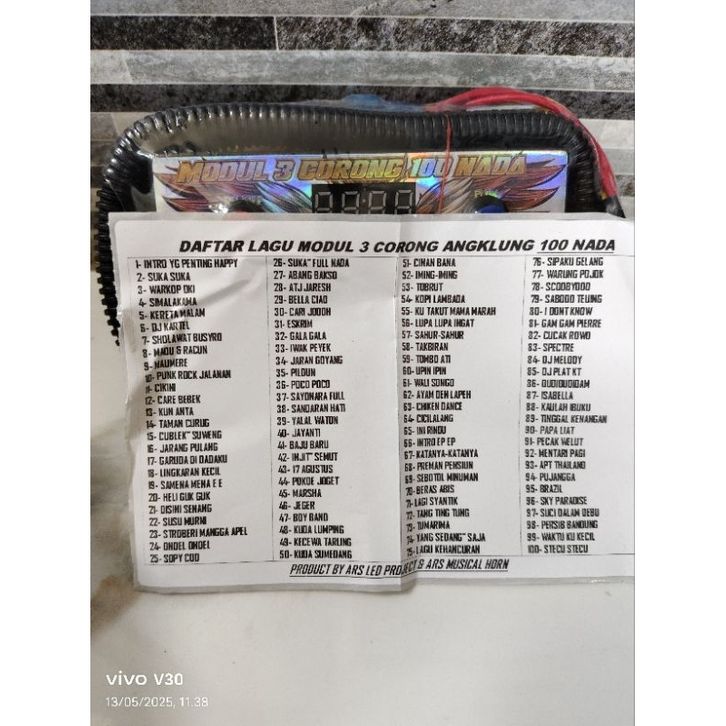 MODUL 3 CORONG 100 NADA
DAFTAR LAGU MODUL 3 CORONG ANGKLUNG 100 NADA
1- INTRO YG PENTING HAPPY
2- SUKA SUKA
3- WARKOP DKI
4- SIMALAKAMA
5- KERETA MALAM
6- DJ KARTEL
7- SHOLAWAT BUSYRO
8- MADU & RACUN
9- MAUMERE
10- PUNK ROCK JALANAN
11- CIKINI
12- CARE BEBEK
13- KUN ANTA
14- TAMAN CURUG
15- CUBLEK" SUWENG
16- JARANG PULANG
17- GARUDA DI DADAKU
18- LINGKARAN KECIL
19- SAMENA MENA E E
20- HELI GUK GUK
21- DISINI SENANG
22- SUSU MURNI
23- STROBERI MANGGA APEL
24- ONDEL ONDEL
25- SOPY COD
26- SUKA" FULL NADA
27- ABANG BAKSO
28- ATJ JARESH
29- BELLA CIAO
30- CARI JODOH
31- ESKRIM
32- GALA GALA
33- IWAK PEYEK
34- JARAN GOYANG
35- PILDUN
36- POCO POCO
37- SAYONARA FULL
38- SANDARAN HATI
39- YALAL WATON
40- JAYANTI
41- BAJU BARU
42- INJIT" SEMUT
43- 17 AGUSTUS
44- POKOE JOGET
45- MARSHA
46- JEGER
47- BOY BAND
48- KUDA LUMPING
49- KECEWA TARLING
50- KUDA SUMEDANG
51- CINAN BANA
52- IMING-IMING
53- TOBRUT
54- KOPI LAMBADA
55- KU TAKUT MAMA MARAH
56- LUPA LUPA INGAT
57- SAHUR-SAHUR
58- TAKBIRAN
59- TOMBO ATI
60- UPIN IPIN
61- WALI SONGO
62- AYAM DEN LAPEH
63- CHIKEN DANCE
64- CICILALANG
65- INI RINDU
66- INTRO EP EP
67- KATANYA-KATANYA
68- PREMAN PENSIUN
69- SEBOTOL MINUMAN
70- BERAS ABIS
71- LAGI SYANTIK
72- TANG TING TUNG
73- TUMARIMA
74- YANG SEDANG" SAJA
75- LAGU KEHANCURAN
76- SIPAKU GELANG
77- WARUNG POJOK
78- SCOOBYDOO
79- SABODO TEUING
80- I DONT KNOW
81- GAM GAM PIERRE
82- CUCAK ROWO
83- SPECTRE
84- DJ MELODY
85- DJ PLAT KT
86- DUDIDUDIDAM
87- ISABELLA
88- KAULAH IBUKU
89- TINGGAL KENANGAN
90- PAPA LIAT
91- PECAK WELUT
92- MENTARI PAGI
93- APT THAILAND
94- PUJANGGA
95- BRAZIL
96- SKY PARADISE
97- SUCI DALAM DEBU
98- PERSIB BANDUNG
99- WAKTU KU KECIL
100- STECU STECU
PRODUCT BY ARS LED PROJECT & ARS MUSICAL HORN
vivo V30
13/05/2025, 11.38